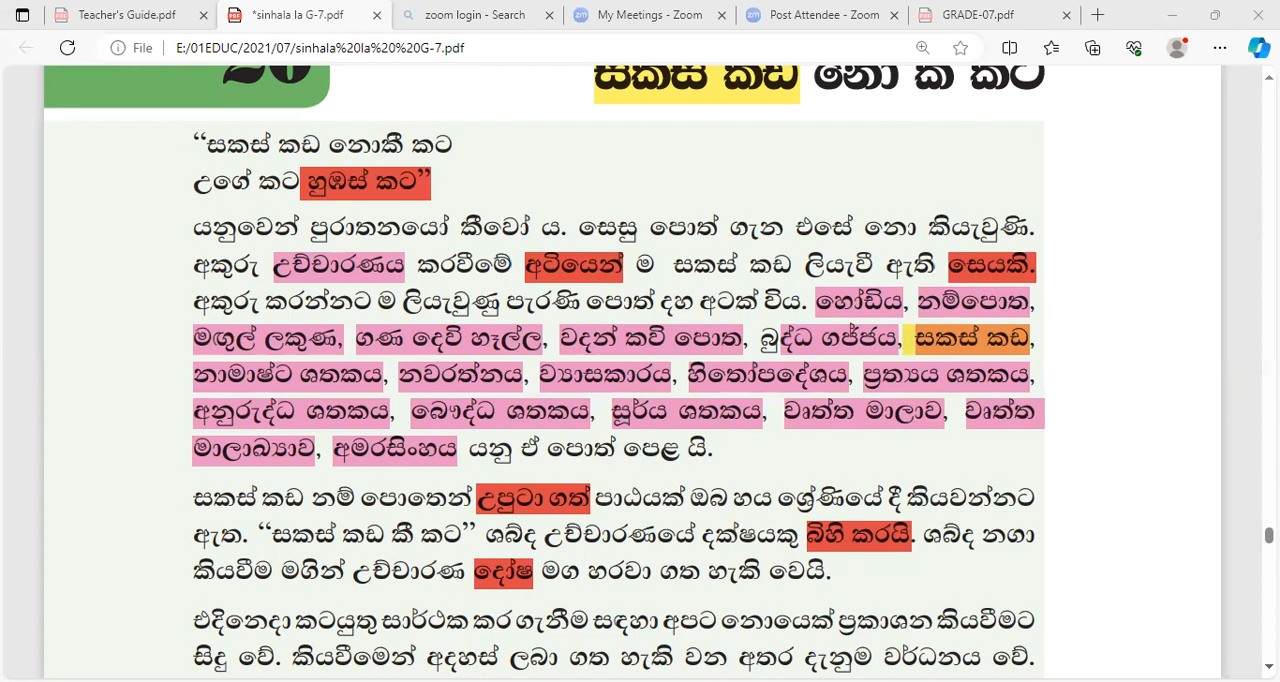 Teacher's Guide.pdf
*sinhala la G-7.pdf
zoom login - Search
My Meetings - Zoom
Post Attendee - Zoom
GRADE-07.pdf
File
E:/01EDUC/2021/07/sinhala%20la%20%20G-7.pdf
20
සකස් කඩ නො කී කට
“සකස් කඩ නොකී කට
උගේ කට හුඹස් කට”
යනුවෙන් පුරාතනයෝ කීවෝ ය. සෙසු පොත් ගැන එසේ නො කියැවුණි.
අකුරු උච්චාරණය කරවීමේ අටියෙන් ම සකස් කඩ ලියැවී ඇති සෙයකි.
අකුරු කරන්නට ම ලියැවුණු පැරණි පොත් දහ අටක් විය. හෝඩිය, නම්පොත,
මඟුල් ලකුණ, ගණ දෙවි හෑල්ල, වදන් කවි පොත, බුද්ධ ගජ්ජය, සකස් කඩ,
නාමාෂ්ට ශතකය, නවරත්නය, ව්‍යාසකාරය, හිතෝපදේශය, ප්‍රත්‍යය ශතකය,
අනුරුද්ධ ශතකය, බෞද්ධ ශතකය, සූර්ය ශතකය, වෘත්ත මාලාව, වෘත්ත
මාලාඛ්‍යාව, අමරසිංහය යනු ඒ පොත් පෙළ යි.
සකස් කඩ නම් පොතෙන් උපුටා ගත් පාඨයක් ඔබ හය ශ්‍රේණියේ දී කියවන්නට
ඇත. “සකස් කඩ කී කට” ශබ්ද උච්චාරණයේ දක්ෂයකු බිහි කරයි. ශබ්ද නගා
කියවීම මගින් උච්චාරණ දෝෂ මග හරවා ගත හැකි වෙයි.
එදිනෙදා කටයුතු සාර්ථක කර ගැනීම සඳහා අපට නොයෙක් ප්‍රකාශන කියවීමට
සිදු වේ. කියවීමෙන් අදහස් ලබා ගත හැකි වන අතර දැනුම වර්ධනය වේ.